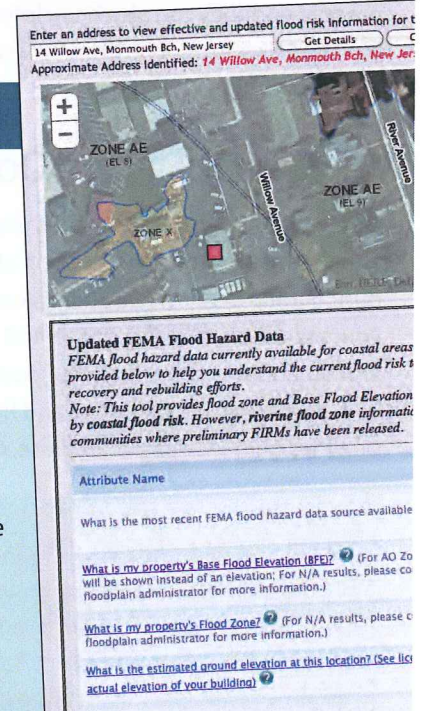 Enter an address to view effective and updated flood risk information for t
14 Willow Ave, Monmouth Bch, New Jersey Get Details C
Approximate Address Identified: 14 Willow Ave, Monmouth Bch, New Jer
+
−
ZONE AE
(EL 8)
River Avenue
Willow Avenue
ZONE AE
(EL 9)
ZONE X
Esri, HERE, DeL
Updated FEMA Flood Hazard Data
FEMA flood hazard data currently available for coastal areas
provided below to help you understand the current flood risk t
recovery and rebuilding efforts.
Note: This tool provides flood zone and Base Flood Elevation
by coastal flood risk. However, riverine flood zone informatio
communities where preliminary FIRMs have been released.
Attribute Name
What is the most recent FEMA flood hazard data source available
e
What is my property's Base Flood Elevation (BFE)? ? (For AO Zo
will be shown instead of an elevation; For N/A results, please co
floodplain administrator for more information.)
What is my property's Flood Zone? ? (For N/A results, please c
floodplain administrator for more information.)
What is the estimated ground elevation at this location? (See lice
actual elevation of your building) ?